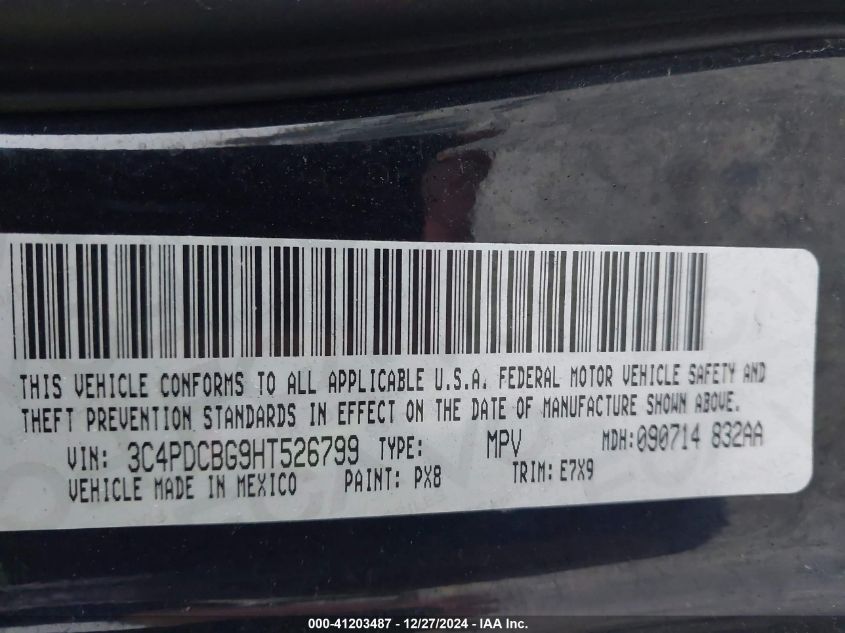 THIS VEHICLE CONFORMS TO ALL APPLICABLE U.S.A. FEDERAL MOTOR VEHICLE SAFETY AND
THEFT PREVENTION STANDARDS IN EFFECT ON THE DATE OF MANUFACTURE SHOWN ABOVE.
VIN: 3C4PDCBG9HT526799 TYPE: MPV MDH:090714 832AA
VEHICLE MADE IN MEXICO PAINT: PX8 TRIM: E7X9
000-41203487 - 12/27/2024 - IAA Inc.